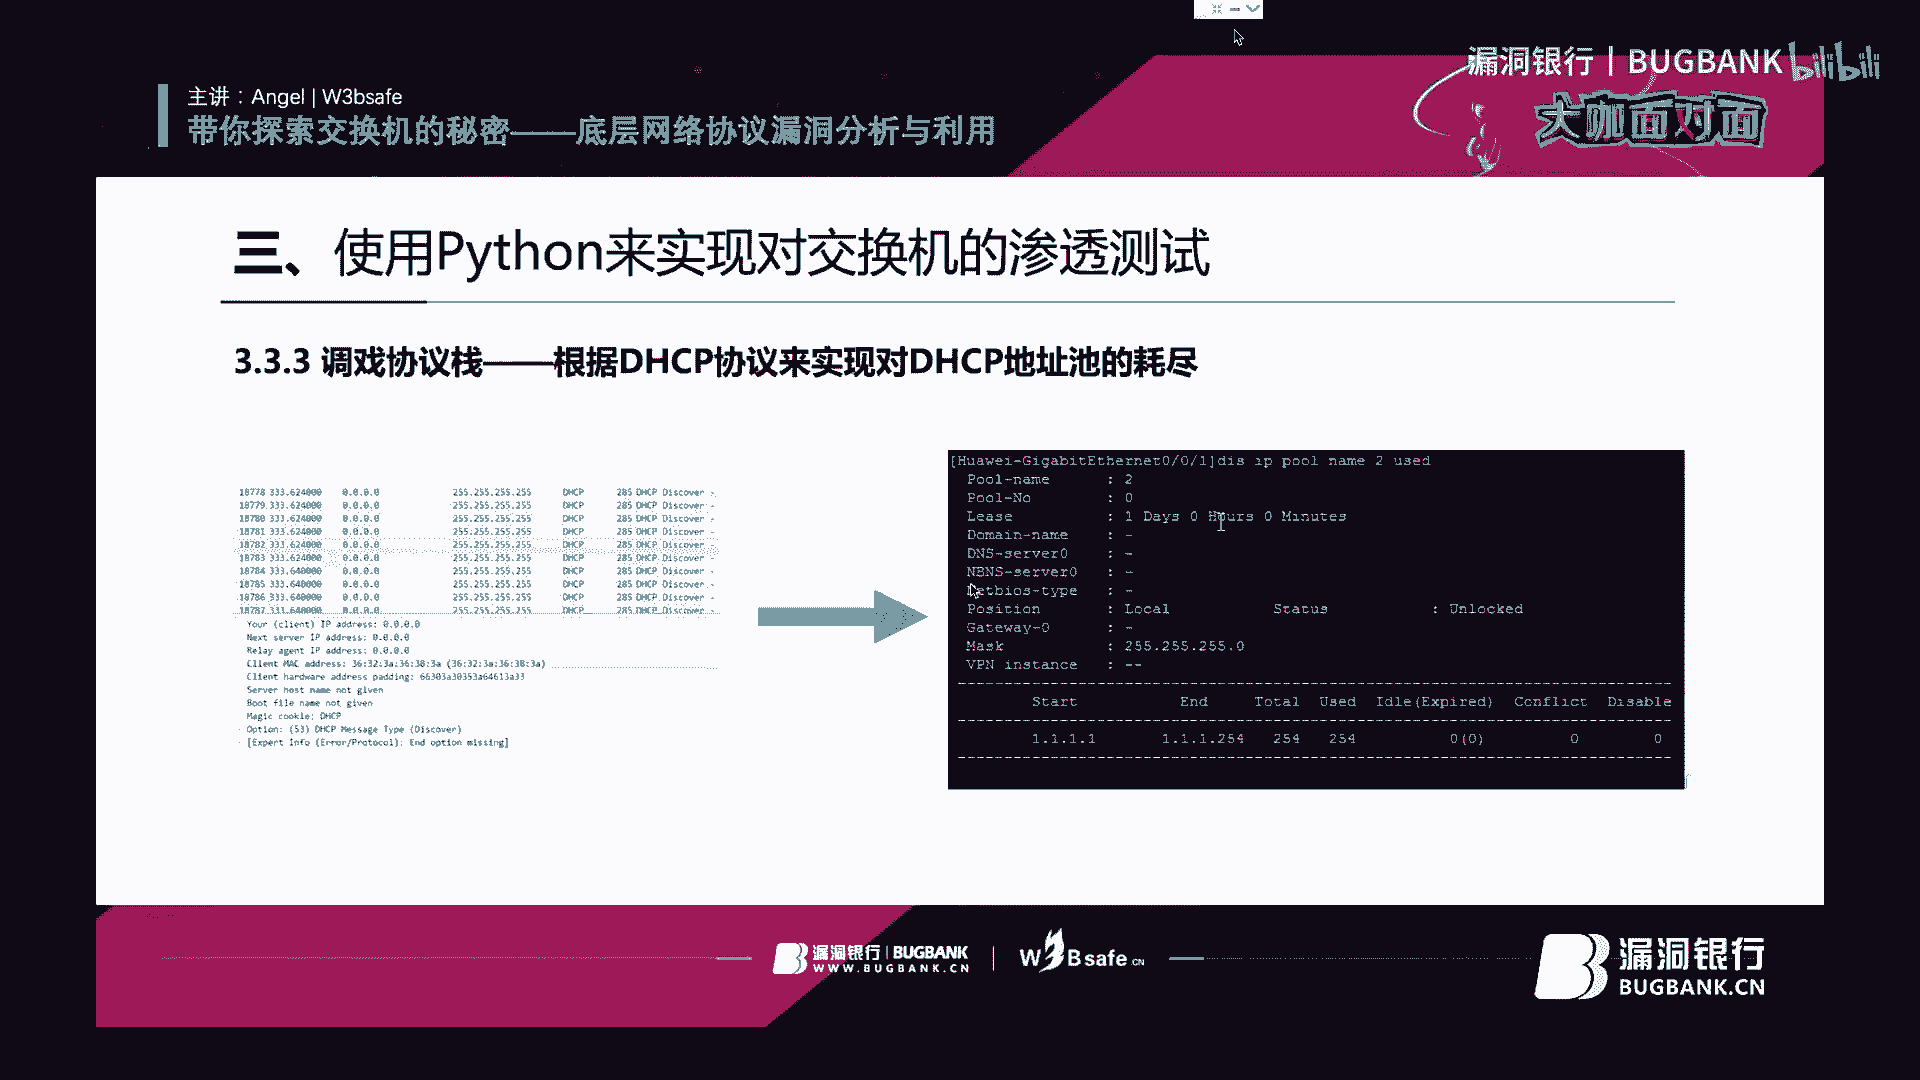 漏洞银行丨BUGBANK bilibili
主讲：Angel | W3bsafe
带你探索交换机的秘密——底层网络协议漏洞分析与利用
大咖面对面
三、使用Python来实现对交换机的渗透测试
3.3.3 调戏协议栈——根据DHCP协议来实现对DHCP地址池的耗尽
18778 333.624000 0.0.0.0 255.255.255.255 DHCP 285 DHCP Discover -
18779 333.624000 0.0.0.0 255.255.255.255 DHCP 285 DHCP Discover -
18780 333.624000 0.0.0.0 255.255.255.255 DHCP 285 DHCP Discover -
18781 333.624000 0.0.0.0 255.255.255.255 DHCP 285 DHCP Discover -
18782 333.624000 0.0.0.0 255.255.255.255 DHCP 285 DHCP Discover -
18783 333.624000 0.0.0.0 255.255.255.255 DHCP 285 DHCP Discover -
18784 333.640000 0.0.0.0 255.255.255.255 DHCP 285 DHCP Discover -
18785 333.640000 0.0.0.0 255.255.255.255 DHCP 285 DHCP Discover -
18786 333.640000 0.0.0.0 255.255.255.255 DHCP 285 DHCP Discover -
18787 333.640000 0.0.0.0 255.255.255.255 DHCP 285 DHCP Discover -
Your (client) IP address: 0.0.0.0
Next server IP address: 0.0.0.0
Relay agent IP address: 0.0.0.0
Client MAC address: 36:32:3a:36:38:3a (36:32:3a:36:38:3a)
Client hardware address padding: 66303a30353a64613a33
Server host name not given
Boot file name not given
Magic cookie: DHCP
Option: (53) DHCP Message Type (Discover)
[Expert Info (Error/Protocol): End option missing]
[Huawei-GigabitEthernet0/0/1]dis ip pool name 2 used
Pool-name : 2
Pool-No : 0
Lease : 1 Days 0 Hours 0 Minutes
Domain-name : -
DNS-server0 : -
NBNS-server0 : -
Netbios-type : -
Position : Local Status : Unlocked
Gateway-0 : -
Mask : 255.255.255.0
VPN instance : --
Start End Total Used Idle(Expired) Conflict Disable
1.1.1.1 1.1.1.254 254 254 0(0) 0 0
漏洞银行 | BUGBANK
WWW.BUGBANK.CN
W3Bsafe.CN
漏洞银行
BUGBANK.CN